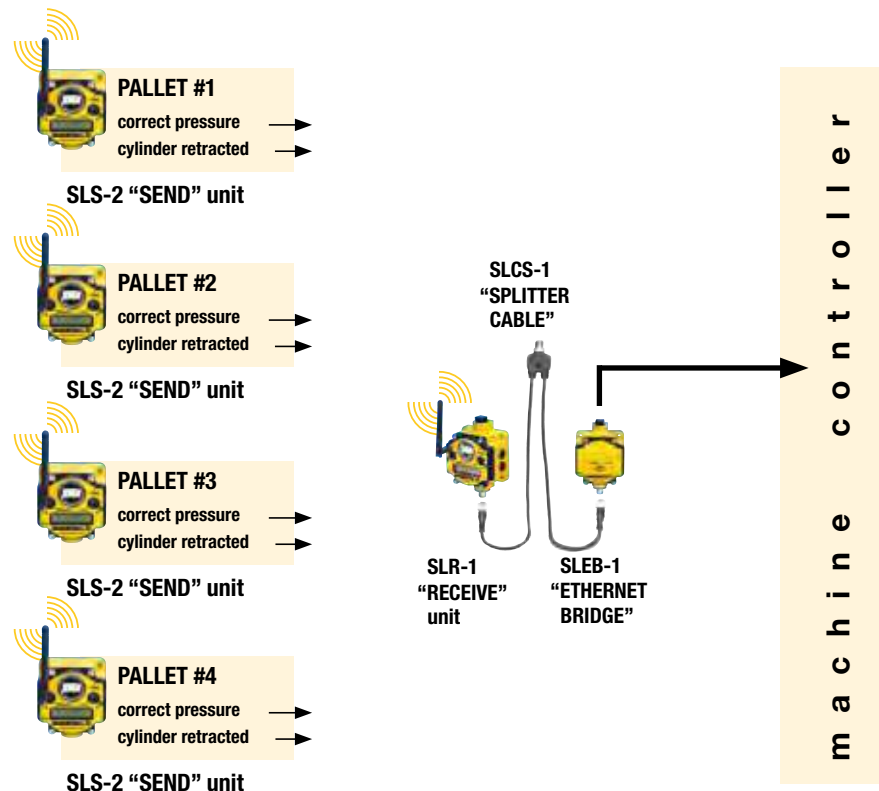 PALLET #1
correct pressure
cylinder retracted
SLS-2 “SEND” unit
PALLET #2
correct pressure
cylinder retracted
SLS-2 “SEND” unit
PALLET #3
correct pressure
cylinder retracted
SLS-2 “SEND” unit
PALLET #4
correct pressure
cylinder retracted
SLS-2 “SEND” unit
SLCS-1
“SPLITTER
CABLE”
SLR-1
“RECEIVE”
unit
SLEB-1
“ETHERNET
BRIDGE”
machine controller